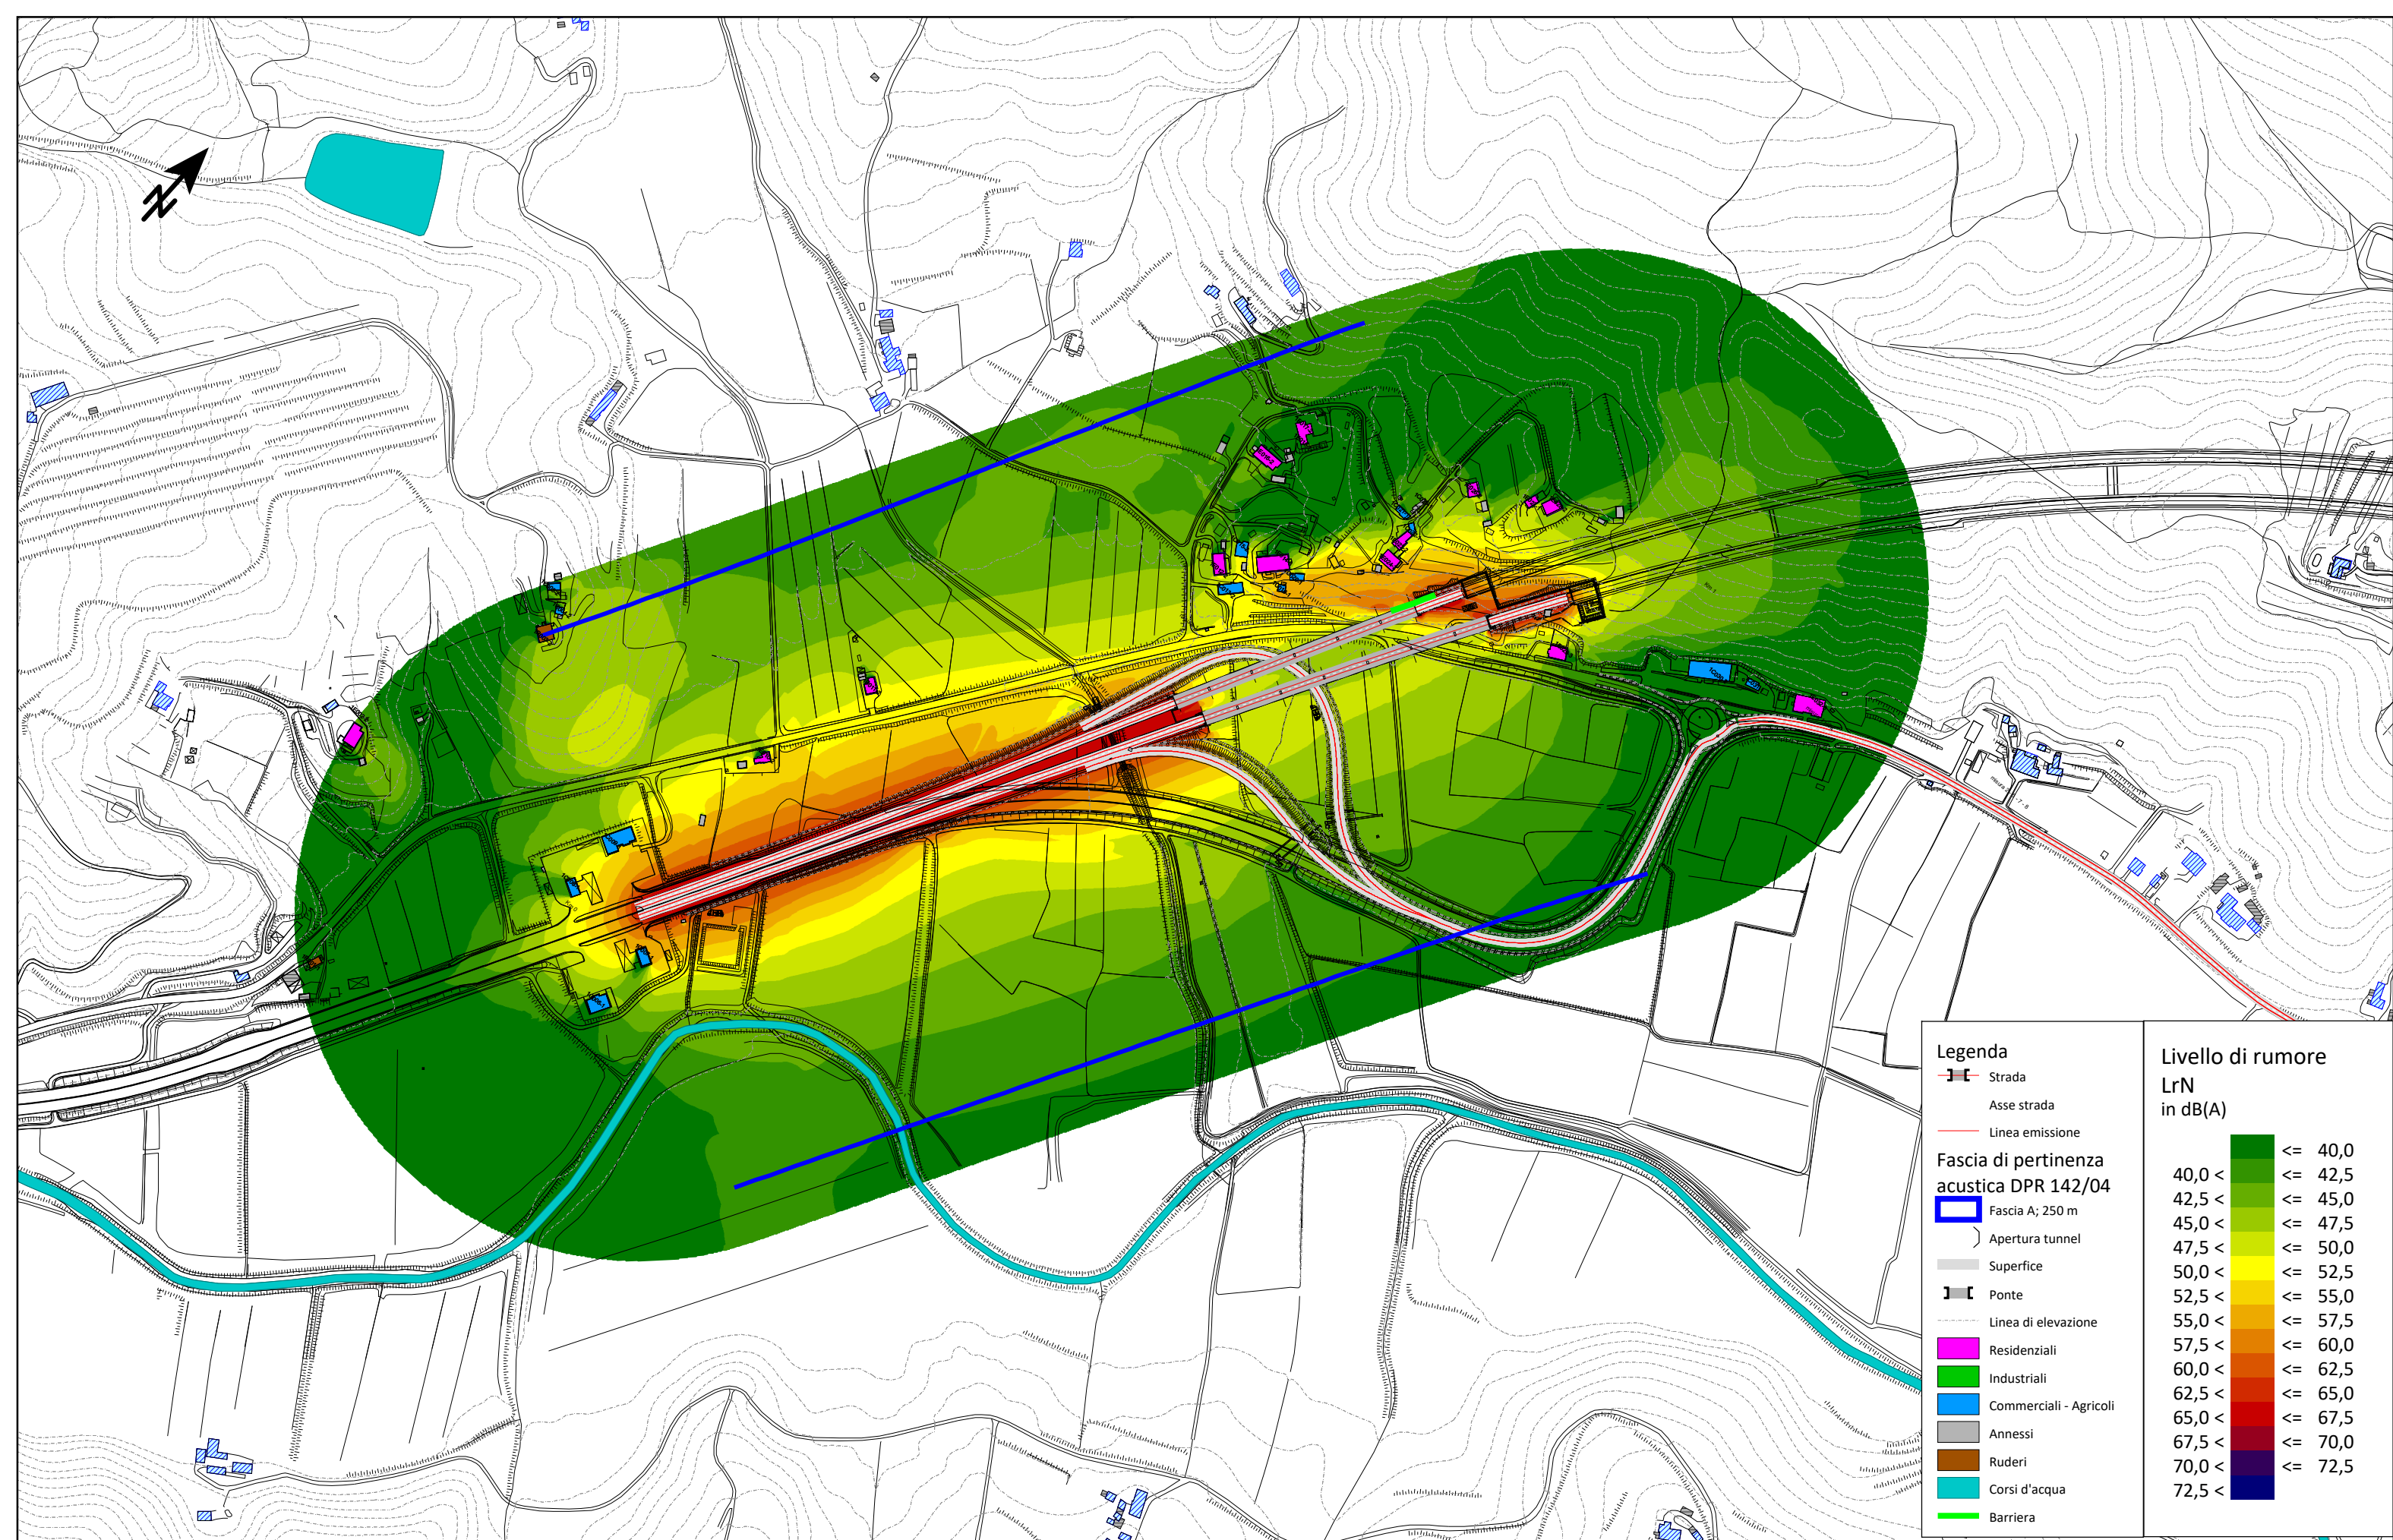 Legenda
Strada
Asse strada
Linea emissione
Fascia di pertinenza
acustica DPR 142/04
Fascia A; 250 m
Apertura tunnel
Superfice
Ponte
Linea di elevazione
Residenziali
Industriali
Commerciali - Agricoli
Annessi
Ruderi
Corsi d'acqua
Barriera
Livello di rumore
LrN
in dB(A)
<= 40,0
40,0 < <= 42,5
42,5 < <= 45,0
45,0 < <= 47,5
47,5 < <= 50,0
50,0 < <= 52,5
52,5 < <= 55,0
55,0 < <= 57,5
57,5 < <= 60,0
60,0 < <= 62,5
62,5 < <= 65,0
65,0 < <= 67,5
67,5 < <= 70,0
70,0 < <= 72,5
72,5 <